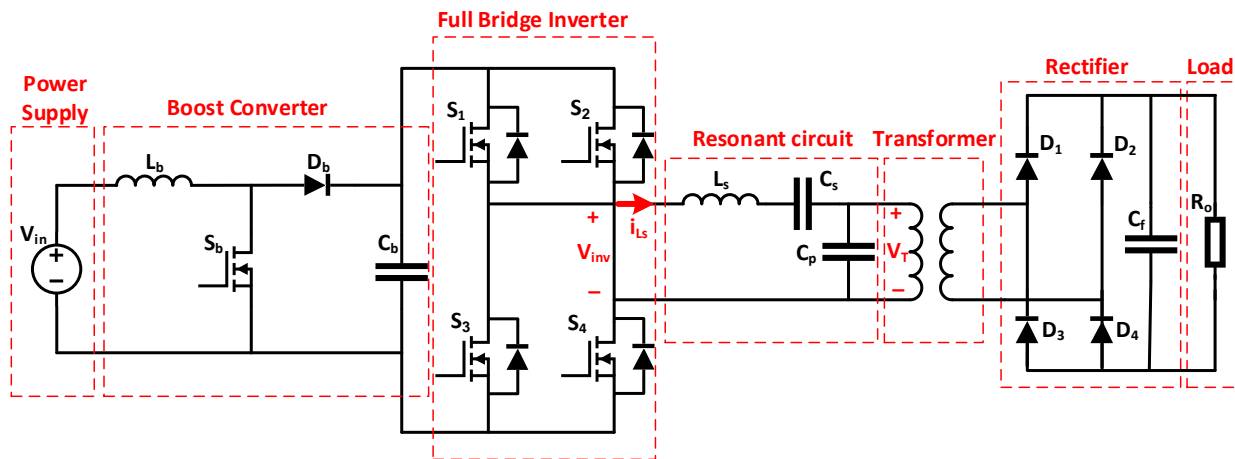 Full Bridge Inverter
Power
Supply
Boost Converter
Rectifier
Load
S1
S2
Resonant circuit
Transformer
Lb
Db
Ls
Cs
D1
D2
Vin
+
−
Sb
Cb
+
Vinv
−
iLs
Cp
+
VT
−
Cf
Ro
S3
S4
D3
D4